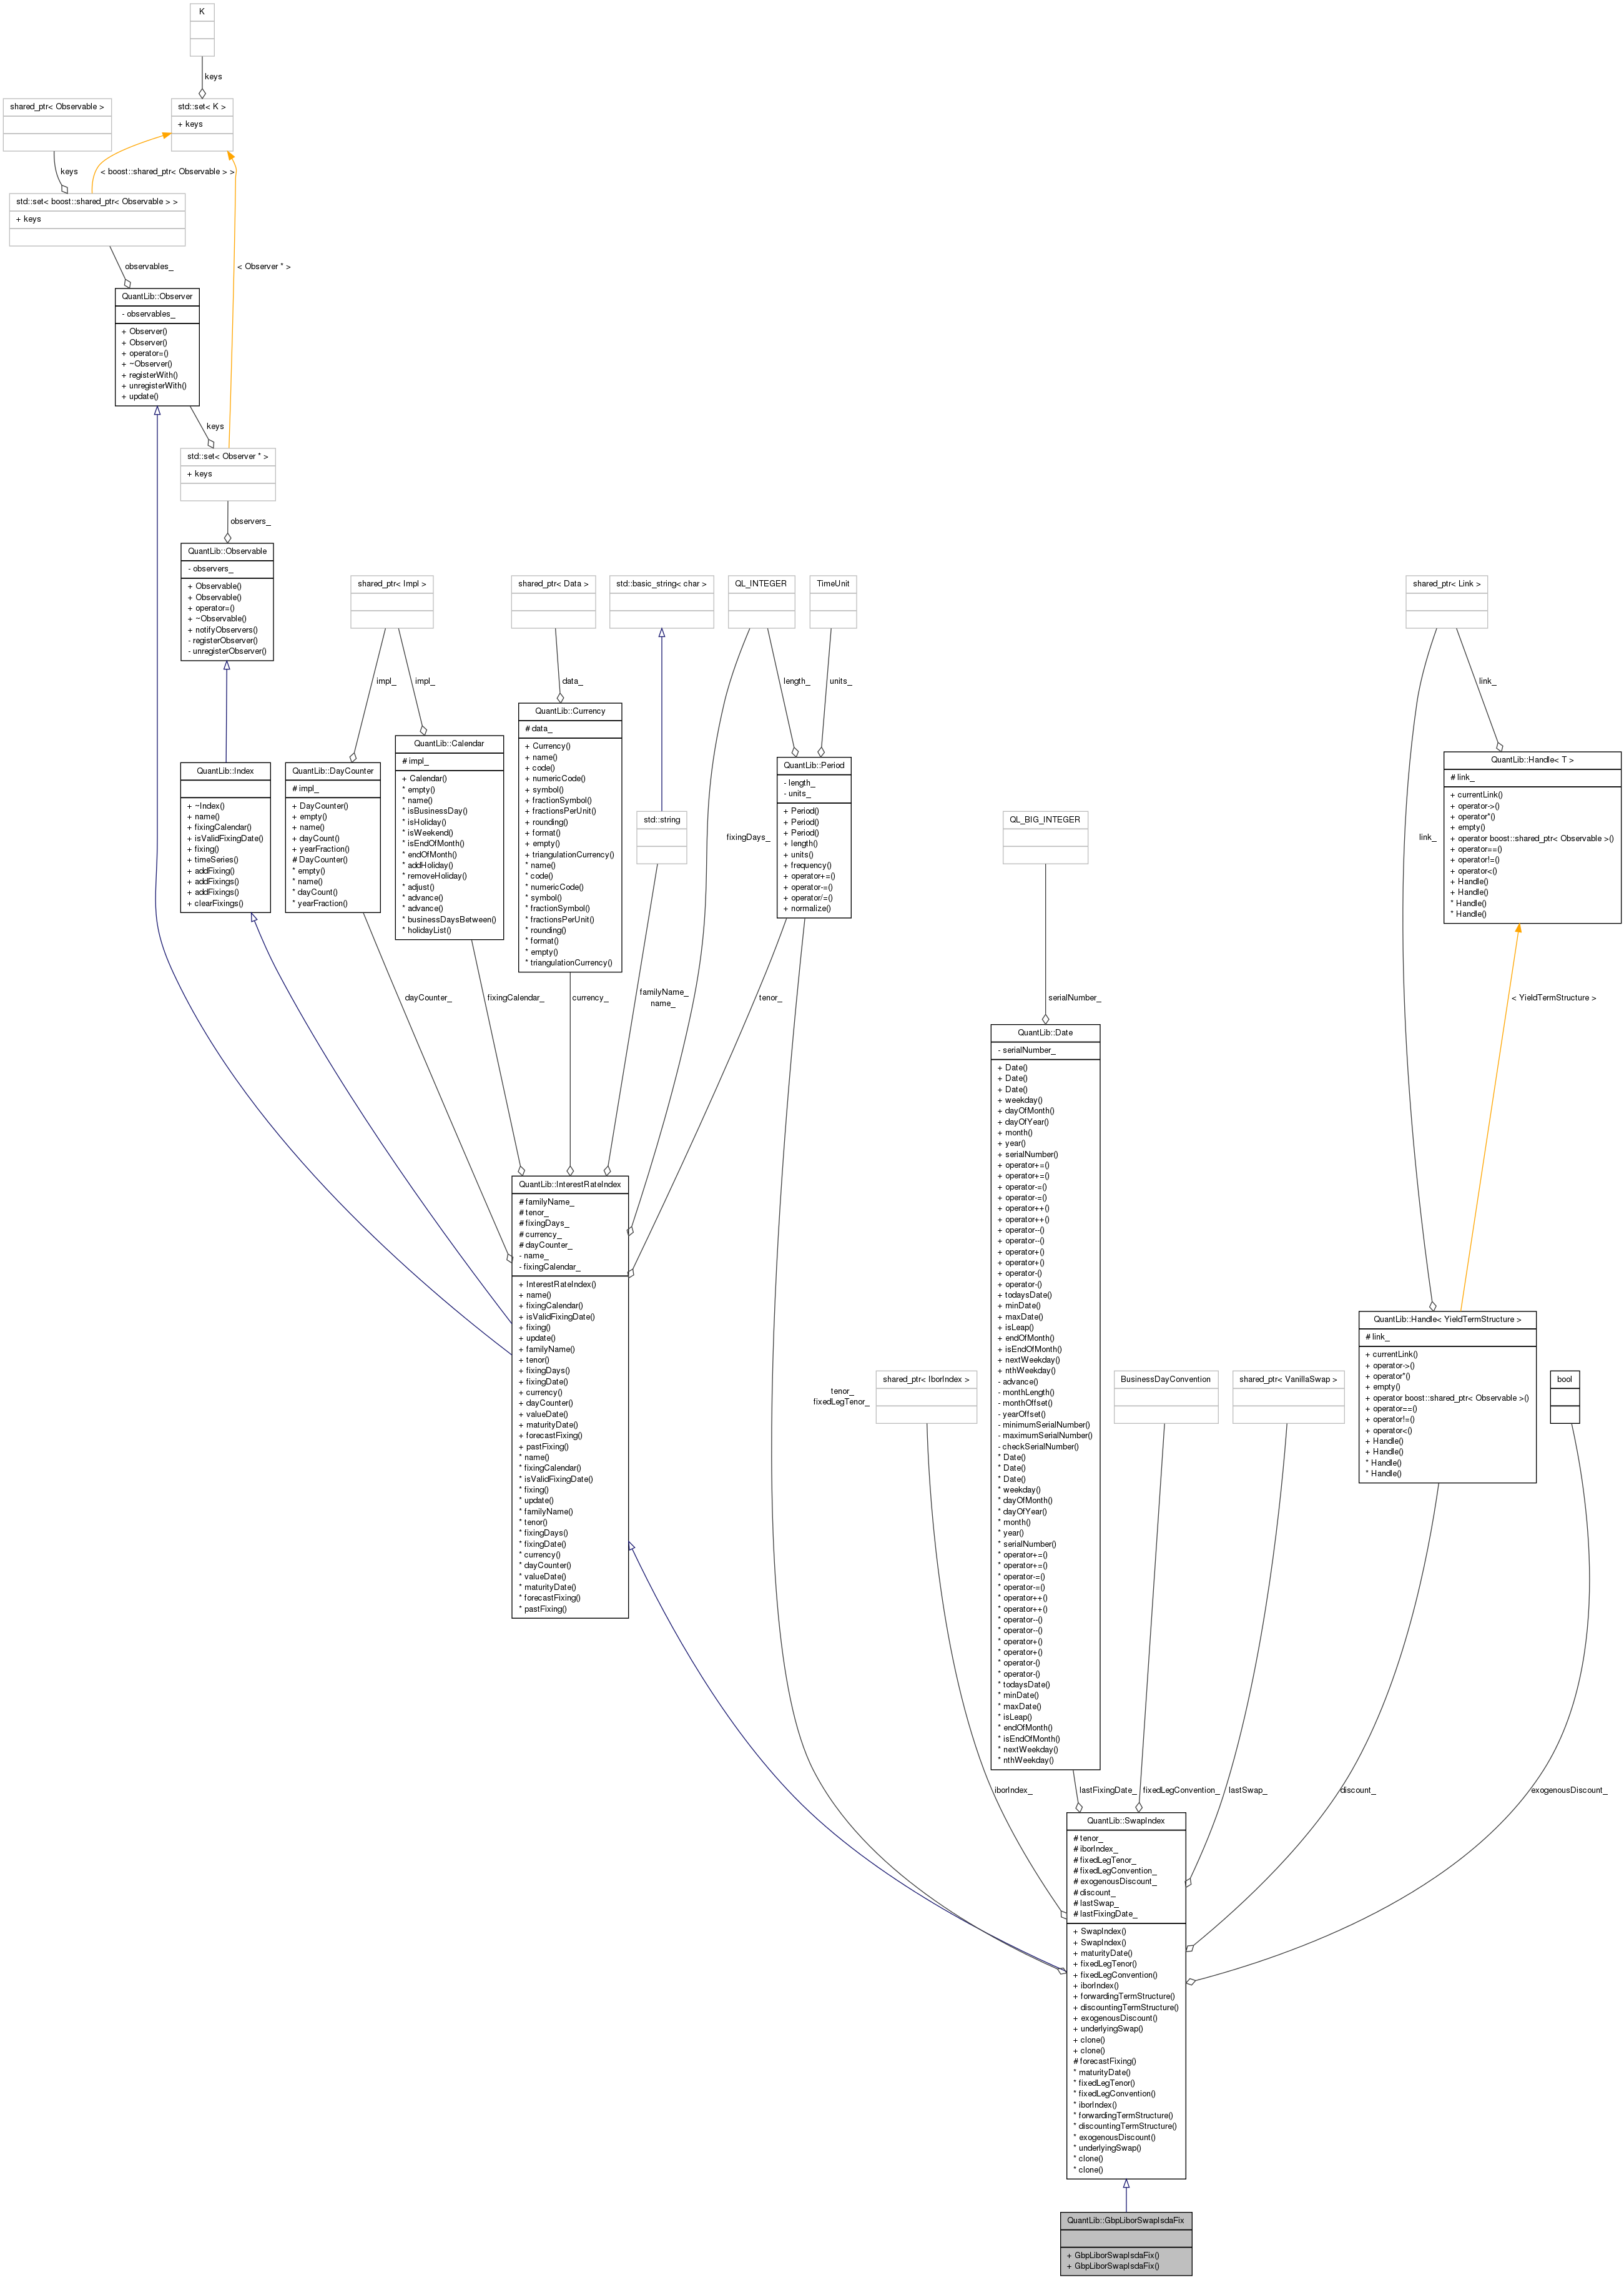 K
keys
shared_ptr< Observable >
std::set< K >
+ keys
keys
< boost::shared_ptr< Observable > >
std::set< boost::shared_ptr< Observable > >
+ keys
observables_
< Observer * >
QuantLib::Observer
- observables_
+ Observer()
+ Observer()
+ operator=()
+ ~Observer()
+ registerWith()
+ unregisterWith()
+ update()
keys
std::set< Observer * >
+ keys
observers_
QuantLib::Observable
- observers_
+ Observable()
+ Observable()
+ operator=()
+ ~Observable()
+ notifyObservers()
- registerObserver()
- unregisterObserver()
shared_ptr< Impl >
shared_ptr< Data >
std::basic_string< char >
QL_INTEGER
TimeUnit
shared_ptr< Link >
impl_
impl_
data_
length_
units_
link_
QuantLib::Index
+ ~Index()
+ name()
+ fixingCalendar()
+ isValidFixingDate()
+ fixing()
+ timeSeries()
+ addFixing()
+ addFixings()
+ addFixings()
+ clearFixings()
QuantLib::DayCounter
# impl_
+ DayCounter()
+ empty()
+ name()
+ dayCount()
+ yearFraction()
# DayCounter()
* empty()
* name()
* dayCount()
* yearFraction()
QuantLib::Calendar
# impl_
+ Calendar()
* empty()
* name()
* isBusinessDay()
* isHoliday()
* isWeekend()
* isEndOfMonth()
* endOfMonth()
* addHoliday()
* removeHoliday()
* adjust()
* advance()
* advance()
* businessDaysBetween()
* holidayList()
QuantLib::Currency
# data_
+ Currency()
+ name()
+ code()
+ numericCode()
+ symbol()
+ fractionSymbol()
+ fractionsPerUnit()
+ rounding()
+ format()
+ empty()
+ triangulationCurrency()
* name()
* code()
* numericCode()
* symbol()
* fractionSymbol()
* fractionsPerUnit()
* rounding()
* format()
* empty()
* triangulationCurrency()
std::string
fixingDays_
QuantLib::Period
- length_
- units_
+ Period()
+ Period()
+ Period()
+ length()
+ units()
+ frequency()
+ operator+=()
+ operator-=()
+ operator/=()
+ normalize()
QL_BIG_INTEGER
link_
QuantLib::Handle< T >
# link_
+ currentLink()
+ operator->()
+ operator*()
+ empty()
+ operator boost::shared_ptr< Observable >()
+ operator==()
+ operator!=()
+ operator<()
+ Handle()
+ Handle()
* Handle()
* Handle()
dayCounter_
fixingCalendar_
currency_
familyName_
name_
tenor_
serialNumber_
< YieldTermStructure >
QuantLib::InterestRateIndex
# familyName_
# tenor_
# fixingDays_
# currency_
# dayCounter_
- name_
- fixingCalendar_
+ InterestRateIndex()
+ name()
+ fixingCalendar()
+ isValidFixingDate()
+ fixing()
+ update()
+ familyName()
+ tenor()
+ fixingDays()
+ fixingDate()
+ currency()
+ dayCounter()
+ valueDate()
+ maturityDate()
+ forecastFixing()
+ pastFixing()
* name()
* fixingCalendar()
* isValidFixingDate()
* fixing()
* update()
* familyName()
* tenor()
* fixingDays()
* fixingDate()
* currency()
* dayCounter()
* valueDate()
* maturityDate()
* forecastFixing()
* pastFixing()
tenor_
fixedLegTenor_
shared_ptr< IborIndex >
QuantLib::Date
- serialNumber_
+ Date()
+ Date()
+ Date()
+ weekday()
+ dayOfMonth()
+ dayOfYear()
+ month()
+ year()
+ serialNumber()
+ operator+=()
+ operator+=()
+ operator-=()
+ operator-=()
+ operator++()
+ operator++()
+ operator--()
+ operator--()
+ operator+()
+ operator+()
+ operator-()
+ operator-()
+ todaysDate()
+ minDate()
+ maxDate()
+ isLeap()
+ endOfMonth()
+ isEndOfMonth()
+ nextWeekday()
+ nthWeekday()
- advance()
- monthLength()
- monthOffset()
- yearOffset()
- minimumSerialNumber()
- maximumSerialNumber()
- checkSerialNumber()
* Date()
* Date()
* Date()
* weekday()
* dayOfMonth()
* dayOfYear()
* month()
* year()
* serialNumber()
* operator+=()
* operator+=()
* operator-=()
* operator-=()
* operator++()
* operator++()
* operator--()
* operator--()
* operator+()
* operator+()
* operator-()
* operator-()
* todaysDate()
* minDate()
* maxDate()
* isLeap()
* endOfMonth()
* isEndOfMonth()
* nextWeekday()
* nthWeekday()
BusinessDayConvention
shared_ptr< VanillaSwap >
QuantLib::Handle< YieldTermStructure >
# link_
+ currentLink()
+ operator->()
+ operator*()
+ empty()
+ operator boost::shared_ptr< Observable >()
+ operator==()
+ operator!=()
+ operator<()
+ Handle()
+ Handle()
* Handle()
* Handle()
bool
iborIndex_
lastFixingDate_
fixedLegConvention_
lastSwap_
discount_
exogenousDiscount_
QuantLib::SwapIndex
# tenor_
# iborIndex_
# fixedLegTenor_
# fixedLegConvention_
# exogenousDiscount_
# discount_
# lastSwap_
# lastFixingDate_
+ SwapIndex()
+ SwapIndex()
+ maturityDate()
+ fixedLegTenor()
+ fixedLegConvention()
+ iborIndex()
+ forwardingTermStructure()
+ discountingTermStructure()
+ exogenousDiscount()
+ underlyingSwap()
+ clone()
+ clone()
# forecastFixing()
* maturityDate()
* fixedLegTenor()
* fixedLegConvention()
* iborIndex()
* forwardingTermStructure()
* discountingTermStructure()
* exogenousDiscount()
* underlyingSwap()
* clone()
* clone()
QuantLib::GbpLiborSwapIsdaFix
+ GbpLiborSwapIsdaFix()
+ GbpLiborSwapIsdaFix()